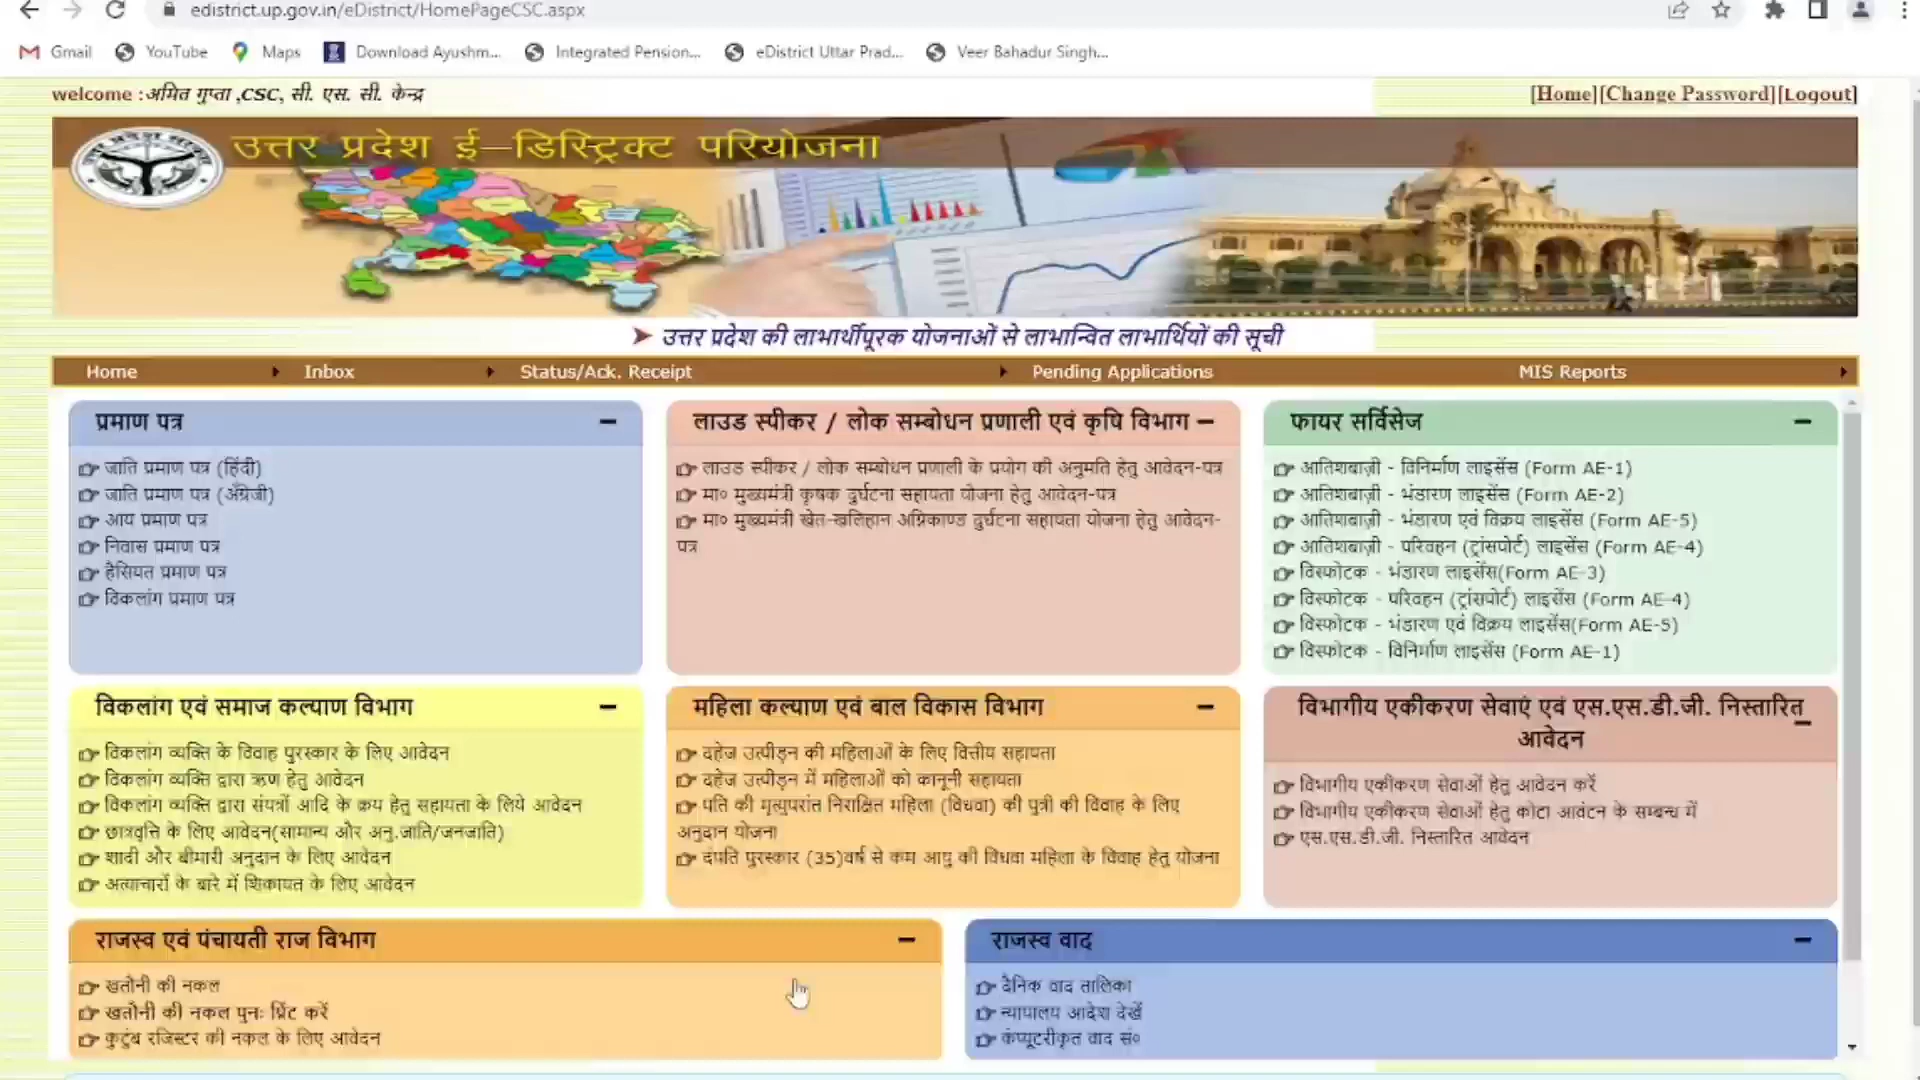 edistrict.up.gov.in/eDistrict/HomePageCSC.aspx
Gmail YouTube Maps Download Ayushm... Integrated Pension... eDistrict Uttar Prad... Veer Bahadur Singh...
welcome :अमित गुप्ता ,CSC, सी. एस. सी. केन्द्र [Home][Change Password][Logout]
उत्तर प्रदेश ई-डिस्ट्रिक्ट परियोजना
उत्तर प्रदेश की लाभार्थीपूरक योजनाओं से लाभान्वित लाभार्थियों की सूची
Home Inbox Status/Ack. Receipt Pending Applications MIS Reports
प्रमाण पत्र
जाति प्रमाण पत्र (हिंदी)
जाति प्रमाण पत्र (अँग्रेजी)
आय प्रमाण पत्र
निवास प्रमाण पत्र
हैसियत प्रमाण पत्र
विकलांग प्रमाण पत्र
लाउड स्पीकर / लोक सम्बोधन प्रणाली एवं कृषि विभाग
लाउड स्पीकर / लोक सम्बोधन प्रणाली के प्रयोग की अनुमति हेतु आवेदन-पत्र
मा० मुख्यमंत्री कृषक दुर्घटना सहायता योजना हेतु आवेदन-पत्र
मा० मुख्यमंत्री खेत-खलिहान अग्निकाण्ड दुर्घटना सहायता योजना हेतु आवेदन-
पत्र
फायर सर्विसेज
आतिशबाज़ी - विनिर्माण लाइसेंस (Form AE-1)
आतिशबाज़ी - भंडारण लाइसेंस (Form AE-2)
आतिशबाज़ी - भंडारण एवं विक्रय लाइसेंस (Form AE-5)
आतिशबाज़ी - परिवहन (ट्रांसपोर्ट) लाइसेंस (Form AE-4)
विस्फोटक - भंडारण लाइसेंस(Form AE-3)
विस्फोटक - परिवहन (ट्रांसपोर्ट) लाइसेंस (Form AE-4)
विस्फोटक - भंडारण एवं विक्रय लाइसेंस(Form AE-5)
विस्फोटक - विनिर्माण लाइसेंस (Form AE-1)
विकलांग एवं समाज कल्याण विभाग
विकलांग व्यक्ति के विवाह पुरस्कार के लिए आवेदन
विकलांग व्यक्ति द्वारा ऋण हेतु आवेदन
विकलांग व्यक्ति द्वारा संयत्रों आदि के क्रय हेतु सहायता के लिये आवेदन
छात्रवृत्ति के लिए आवेदन(सामान्य और अनु.जाति/जनजाति)
शादी और बीमारी अनुदान के लिए आवेदन
अत्याचारों के बारे में शिकायत के लिए आवेदन
महिला कल्याण एवं बाल विकास विभाग
दहेज उत्पीड़न की महिलाओं के लिए वित्तीय सहायता
दहेज उत्पीड़न में महिलाओं को कानूनी सहायता
पति की मृत्युपरांत निराक्षित महिला (विधवा) की पुत्री की विवाह के लिए
अनुदान योजना
दंपति पुरस्कार (35)वर्ष से कम आयु की विधवा महिला के विवाह हेतु योजना
विभागीय एकीकरण सेवाएं एवं एस.एस.डी.जी. निस्तारित
आवेदन
विभागीय एकीकरण सेवाओं हेतु आवेदन करें
विभागीय एकीकरण सेवाओं हेतु कोटा आवंटन के सम्बन्ध में
एस.एस.डी.जी. निस्तारित आवेदन
राजस्व एवं पंचायती राज विभाग
खतौनी की नकल
खतौनी की नकल पुनः प्रिंट करें
कुटुंब रजिस्टर की नकल के लिए आवेदन
राजस्व वाद
दैनिक वाद तालिका
न्यायालय आदेश देखें
कंप्यूटरीकृत वाद सं०